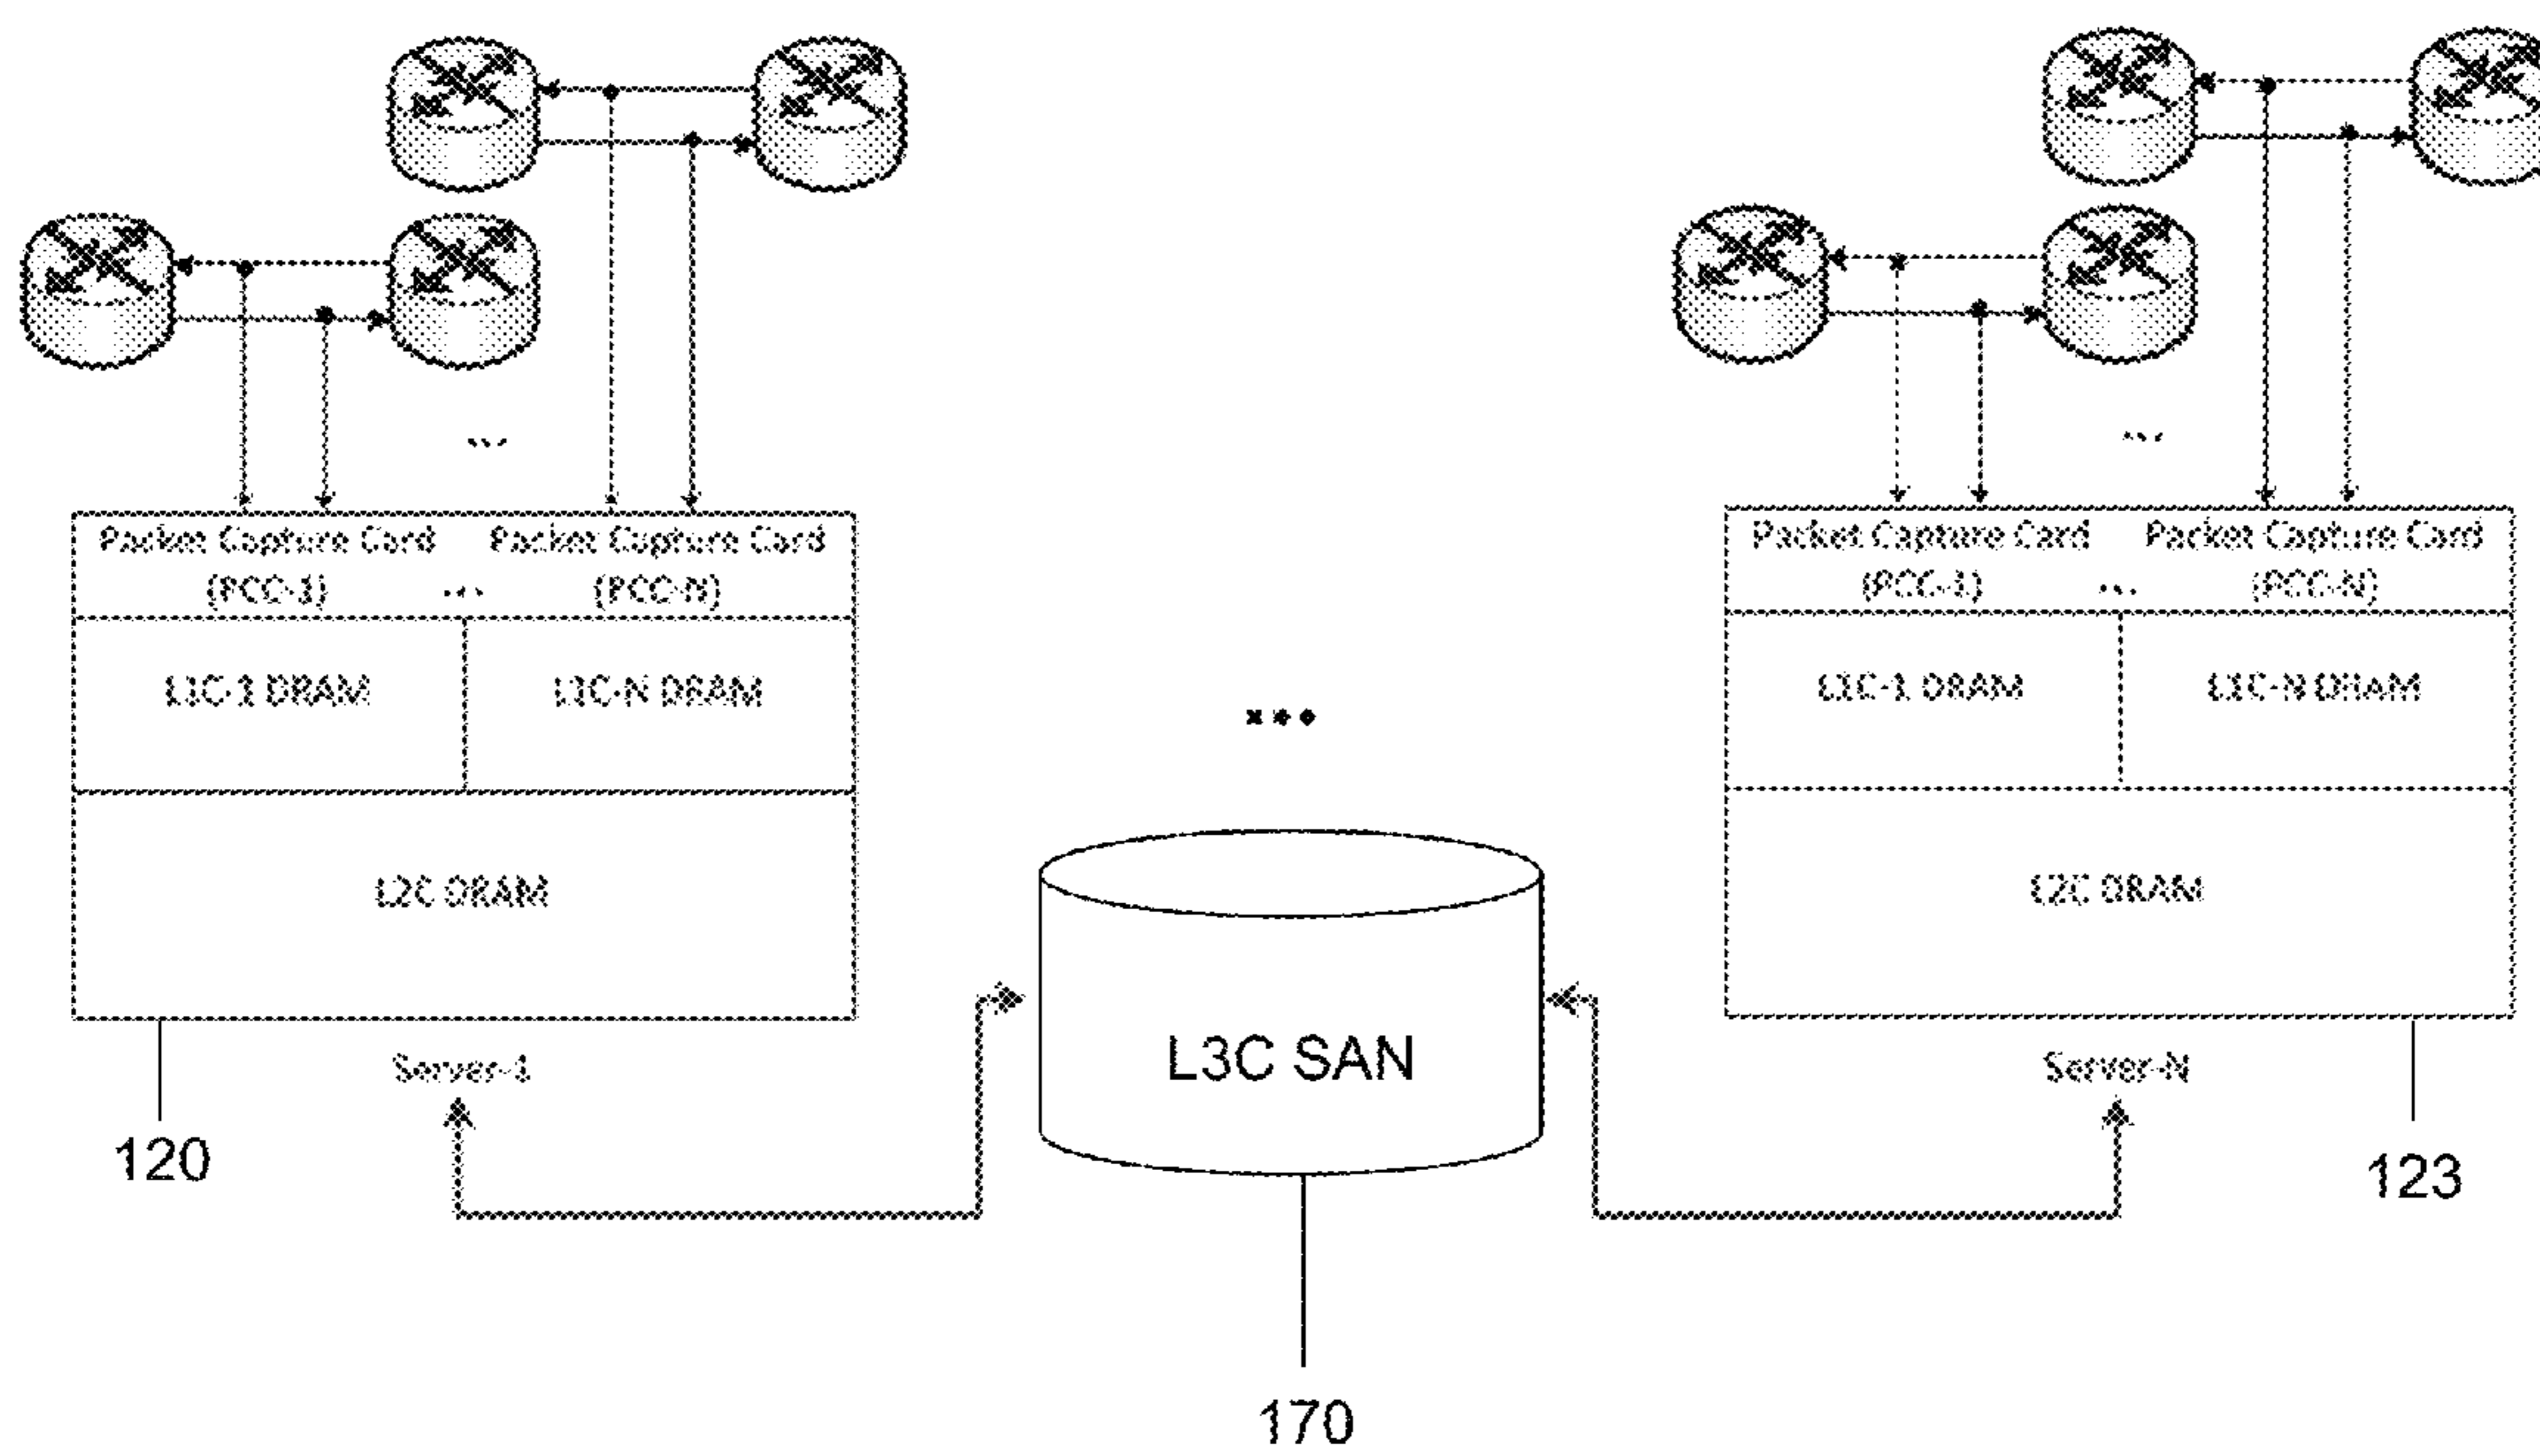 ...
...
Packet Capture Card Packet Capture Card
(PCC-1) ... (PCC-N)
Packet Capture Card Packet Capture Card
(PCC-1) ... (PCC-N)
L1C-1 DRAM L1C-N DRAM
...
L1C-1 DRAM L1C-N DRAM
L2C DRAM
L2C DRAM
L3C SAN
Server-1
Server-N
120
123
170